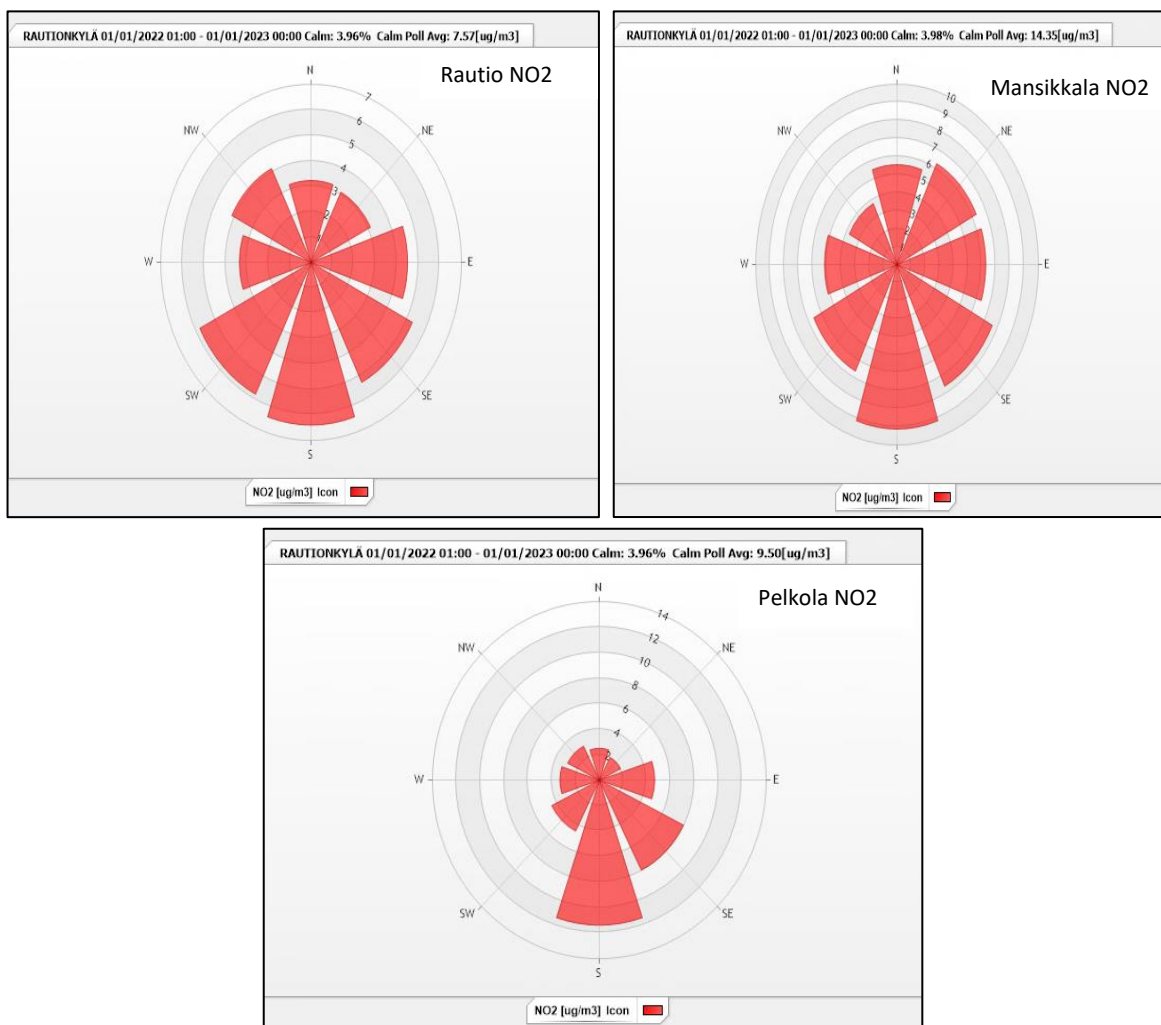 RAUTIONKYLÄ 01/01/2022 01:00 - 01/01/2023 00:00 Calm: 3.96% Calm Poll Avg: 7.57[ug/m3]
Rautio NO2
N
7
6
NW
NE
5
4
3
2
1
W
E
SW
SE
S
NO2 [ug/m3] Icon
RAUTIONKYLÄ 01/01/2022 01:00 - 01/01/2023 00:00 Calm: 3.98% Calm Poll Avg: 14.35[ug/m3]
N
Mansikkala NO2
10
9
NW
8
NE
7
6
5
4
3
2
1
W
E
SW
SE
S
NO2 [ug/m3] Icon
RAUTIONKYLÄ 01/01/2022 01:00 - 01/01/2023 00:00 Calm: 3.96% Calm Poll Avg: 9.50[ug/m3]
N
Pelkola NO2
14
12
NW
NE
10
8
6
4
2
W
E
SW
SE
S
NO2 [ug/m3] Icon